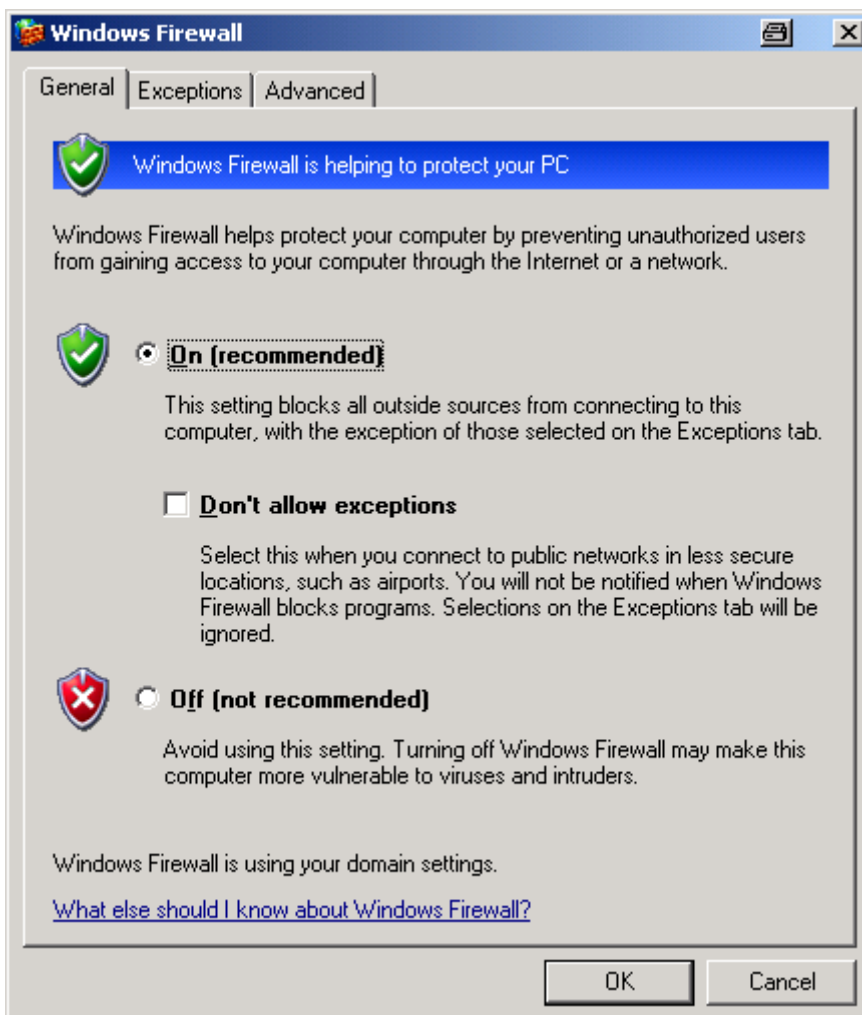 Windows Firewall
General Exceptions Advanced
Windows Firewall is helping to protect your PC
Windows Firewall helps protect your computer by preventing unauthorized users
from gaining access to your computer through the Internet or a network.
On (recommended)
This setting blocks all outside sources from connecting to this
computer, with the exception of those selected on the Exceptions tab.
Don't allow exceptions
Select this when you connect to public networks in less secure
locations, such as airports. You will not be notified when Windows
Firewall blocks programs. Selections on the Exceptions tab will be
ignored.
Off (not recommended)
Avoid using this setting. Turning off Windows Firewall may make this
computer more vulnerable to viruses and intruders.
Windows Firewall is using your domain settings.
What else should I know about Windows Firewall?
OK Cancel